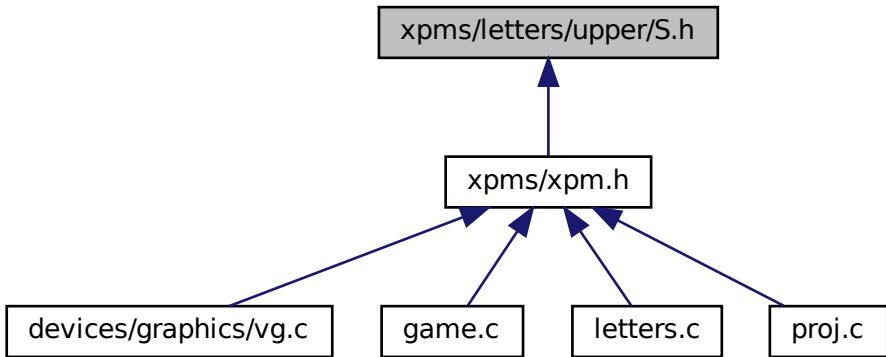 xpms/letters/upper/S.h
xpms/xpm.h
devices/graphics/vg.c
game.c
letters.c
proj.c